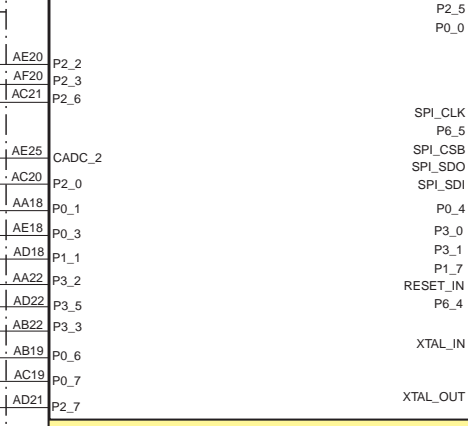 P2_5
P0_0
AE20 P2_2
AF20 P2_3
AC21 P2_6
SPI_CLK
P6_5
AE25 CADC_2
SPI_CSB
SPI_SDO
AC20 P2_0
SPI_SDI
AA18 P0_1
P0_4
AE18 P0_3
P3_0
AD18 P1_1
P3_1
P1_7
AA22 P3_2
RESET_IN
AD22 P3_5
P6_4
AB22 P3_3
XTAL_IN
AB19 P0_6
AC19 P0_7
XTAL_OUT
AD21 P2_7